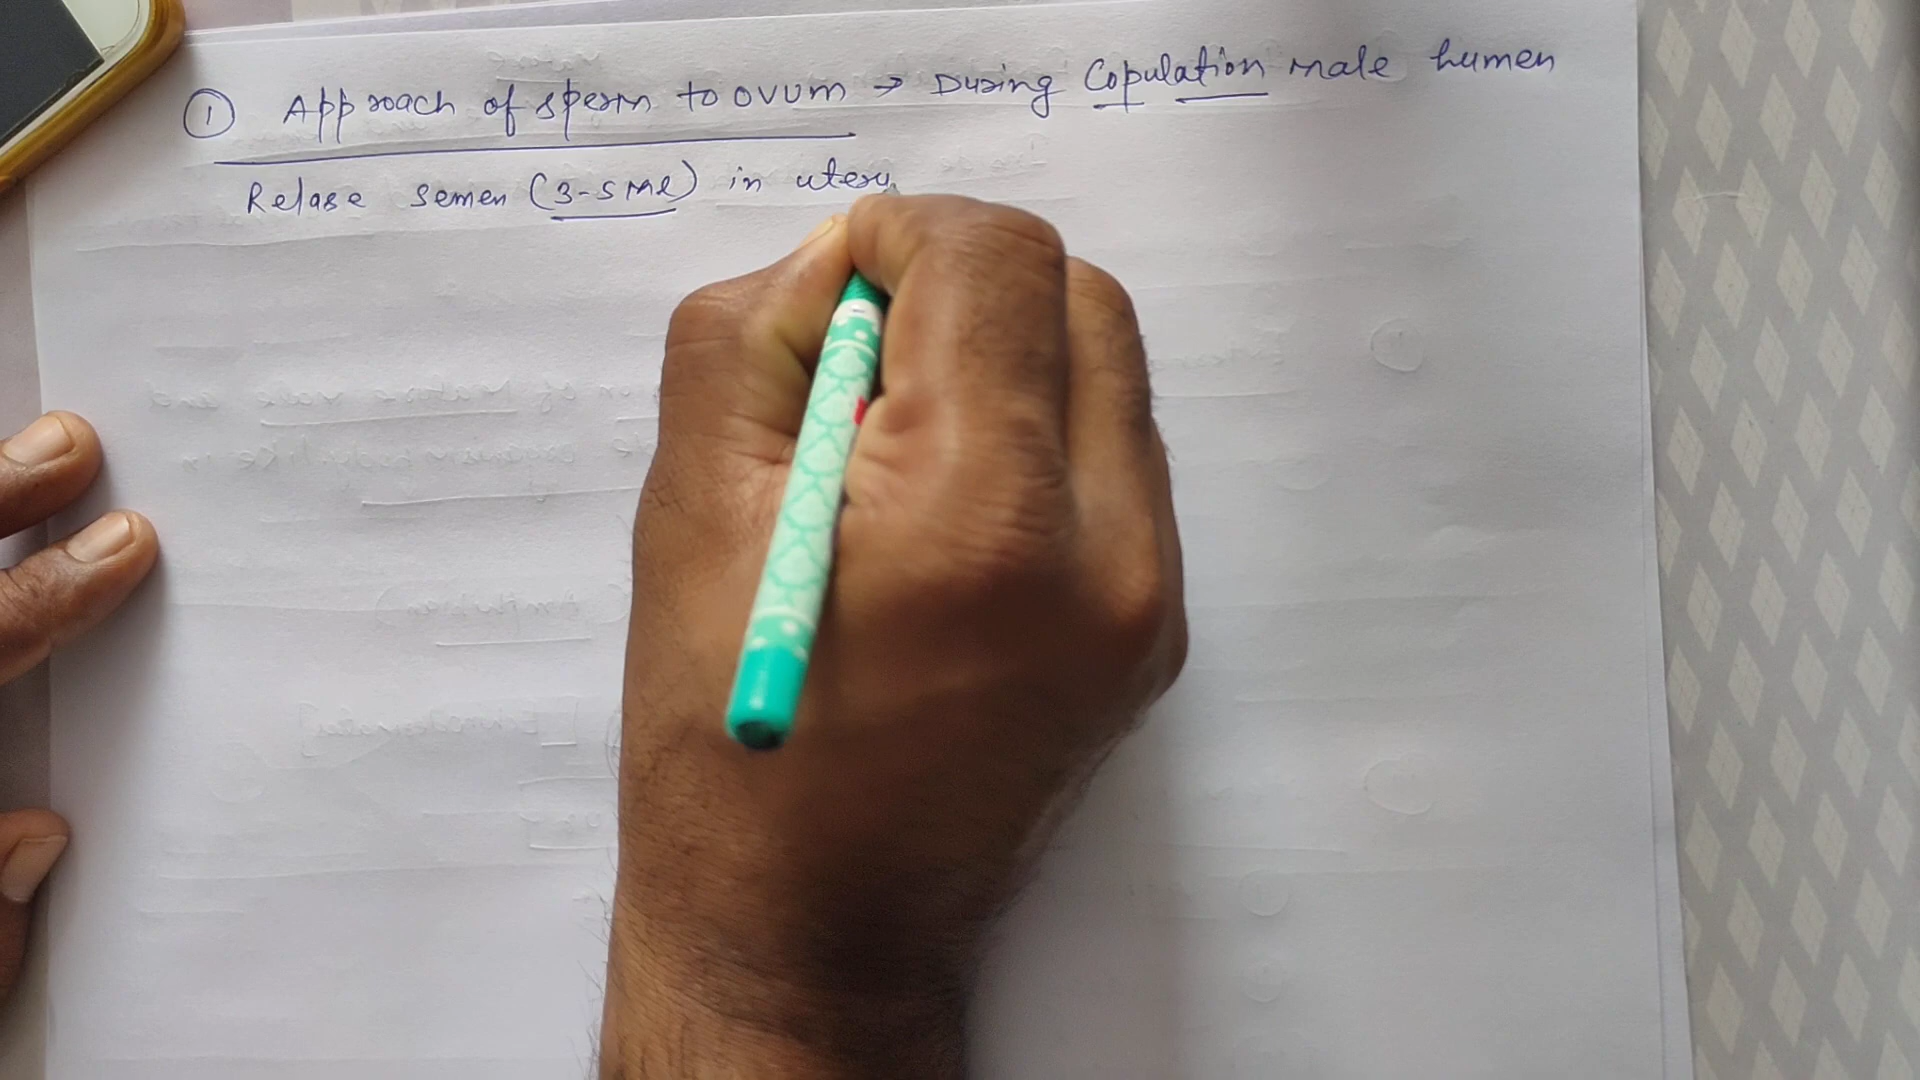 ① Approach of sperm to ovum → During Copulation male humen
Relase semen (3-5 ml) in uteru